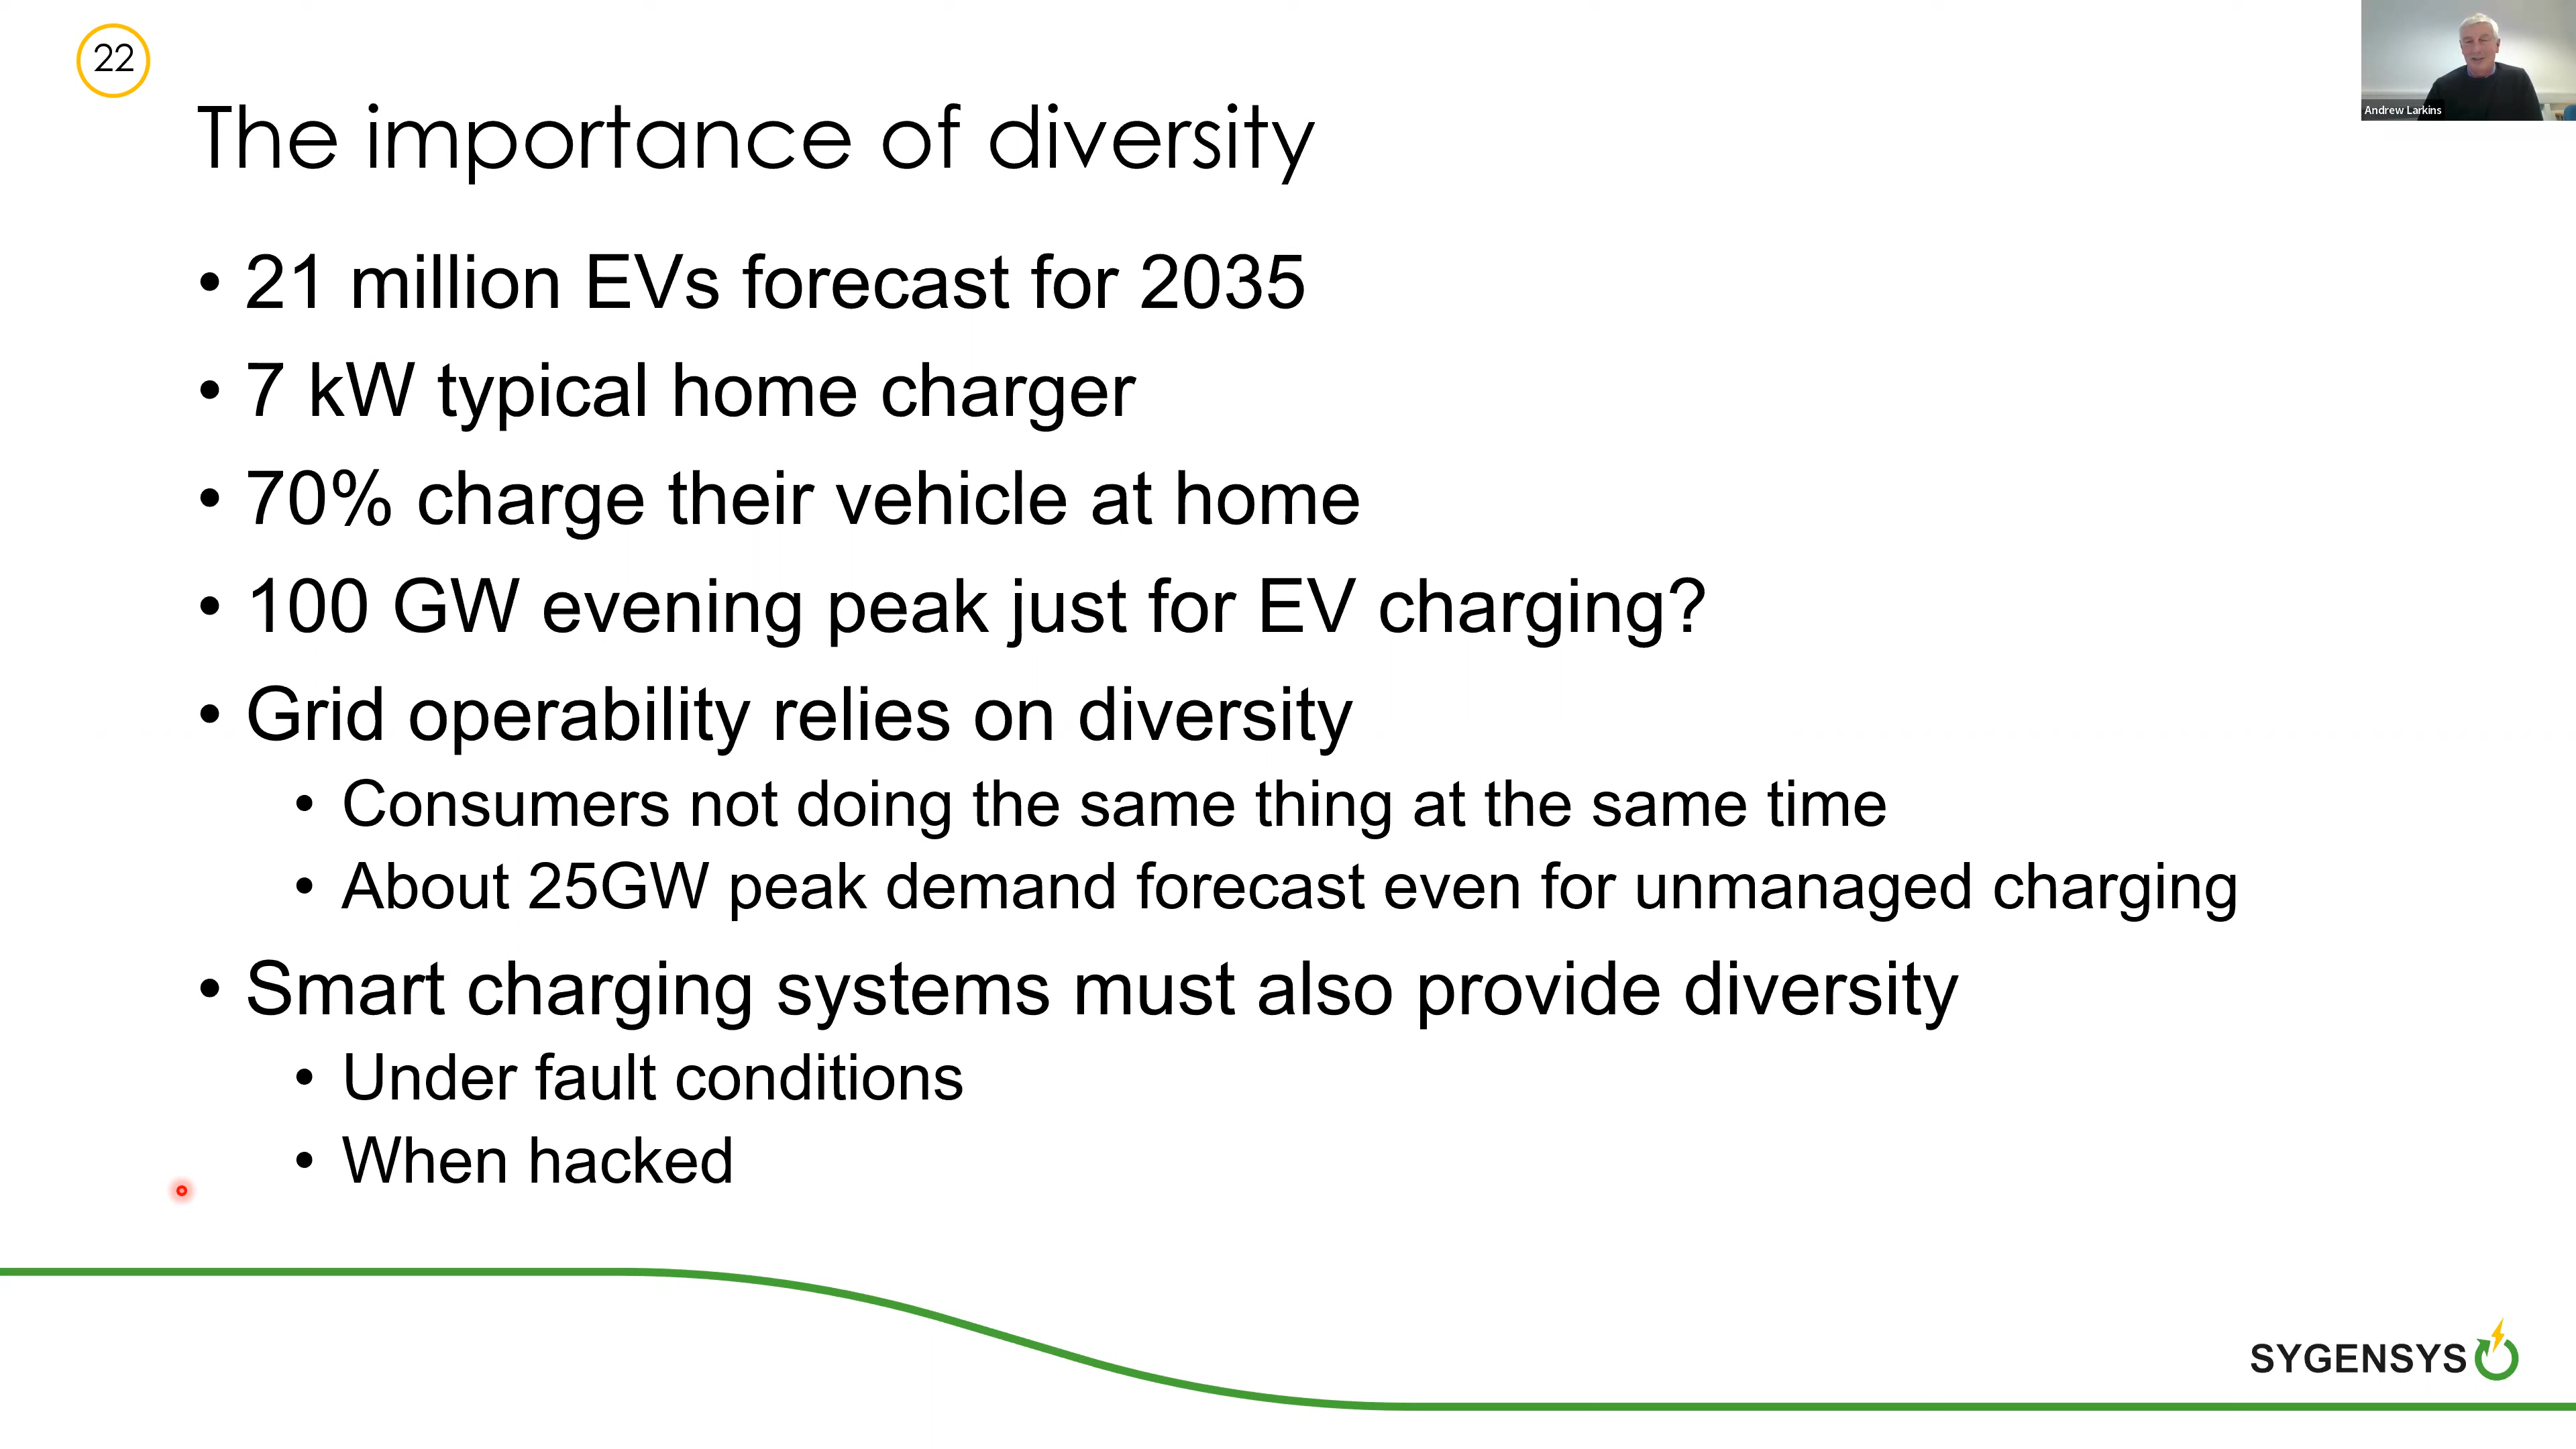 22
Andrew Larkins
The importance of diversity
• 21 million EVs forecast for 2035
• 7 kW typical home charger
• 70% charge their vehicle at home
• 100 GW evening peak just for EV charging?
• Grid operability relies on diversity
• Consumers not doing the same thing at the same time
• About 25GW peak demand forecast even for unmanaged charging
• Smart charging systems must also provide diversity
• Under fault conditions
• When hacked
SYGENSYS